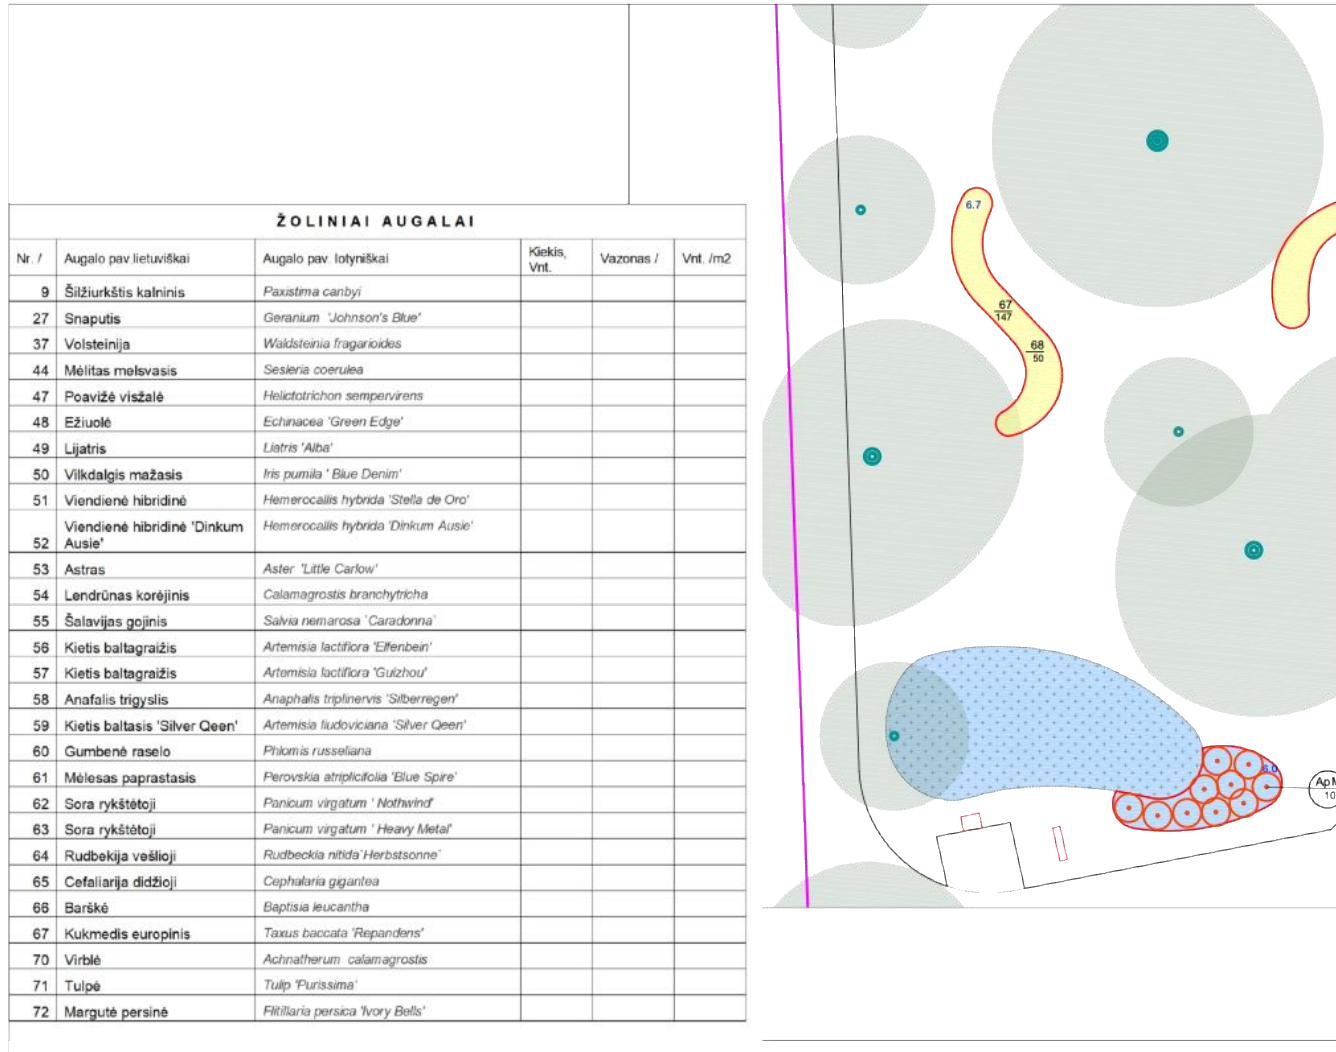 ŽOLINIAI AUGALAI
Nr. / Augalo pav.lietuviškai Augalo pav. lotyniškai Kiekis, Vnt. Vazonas / Vnt. /m2
9 Šilžiurkštis kalninis Paxistima canbyi
27 Snaputis Geranium 'Johnson's Blue'
37 Volsteinija Waldsteinia fragarioides
44 Mėlitas melsvasis Sesleria coerulea
47 Poavižė visžalė Helictotrichon sempervirens
48 Ežiuolė Echinacea 'Green Edge'
49 Lijatris Liatris 'Alba'
50 Vilkdalgis mažasis Iris pumila ' Blue Denim'
51 Viendienė hibridinė Hemerocallis hybrida 'Stella de Oro'
52 Viendienė hibridinė 'Dinkum Ausie' Hemerocallis hybrida 'Dinkum Ausie'
53 Astras Aster 'Little Carlow'
54 Lendrūnas korėjinis Calamagrostis branchytricha
55 Šalavijas gojinis Salvia nemarosa `Caradonna`
56 Kietis baltagraižis Artemisia lactiflora 'Elfenbein'
57 Kietis baltagraižis Artemisia lactiflora 'Guizhou'
58 Anafalis trigyslis Anaphalis triplinervis 'Silberregen'
59 Kietis baltasis 'Silver Qeen' Artemisia liudoviciana 'Silver Qeen'
60 Gumbenė raselo Phlomis russeliana
61 Mėlesas paprastasis Perovskia atriplicifolia 'Blue Spire'
62 Sora rykštėtoji Panicum virgatum ' Nothwind'
63 Sora rykštėtoji Panicum virgatum ' Heavy Metal'
64 Rudbekija vešlioji Rudbeckia nitida`Herbstsonne`
65 Cefaliarija didžioji Cephalaria gigantea
66 Barškė Baptisia leucantha
67 Kukmedis europinis Taxus baccata 'Repandens'
70 Virblė Achnatherum calamagrostis
71 Tulpė Tulip 'Purissima'
72 Margutė persinė Flitillaria persica 'Ivory Bells'
6.7
67
147
68
50
6.0
10